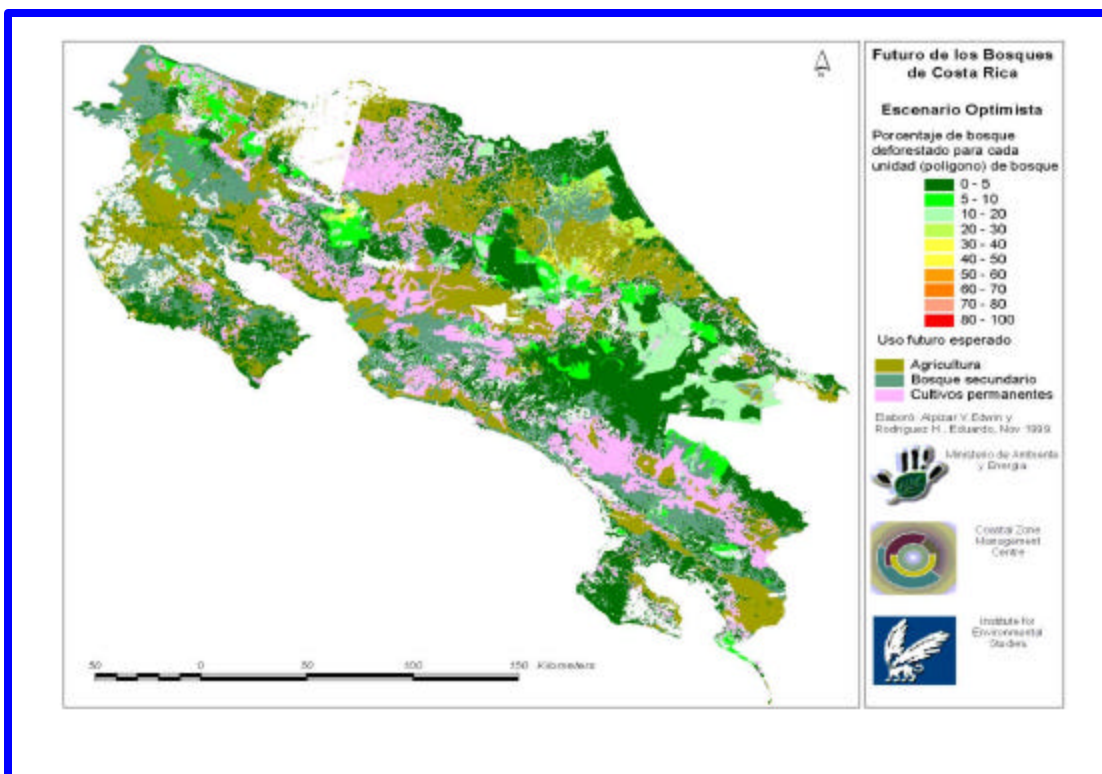 Futuro de los Bosques
de Costa Rica
Escenario Optimista
Porcentaje de bosque
deforestado para cada
unidad (poligono) de bosque
0 - 5
5 - 10
10 - 20
20 - 30
30 - 40
40 - 50
50 - 60
60 - 70
70 - 80
80 - 100
Uso futuro esperado
Agricultura
Bosque secundario
Cultivos permanentes
Elaboró: Alpizar V. Edwin y
Rodriguez H., Eduardo, Nov 1999
Ministerio de Ambiente
y Energia
Coastal Zone
Management
Centre
Institute for
Environmental
Studies
50 0 50 100 150 Kilometers